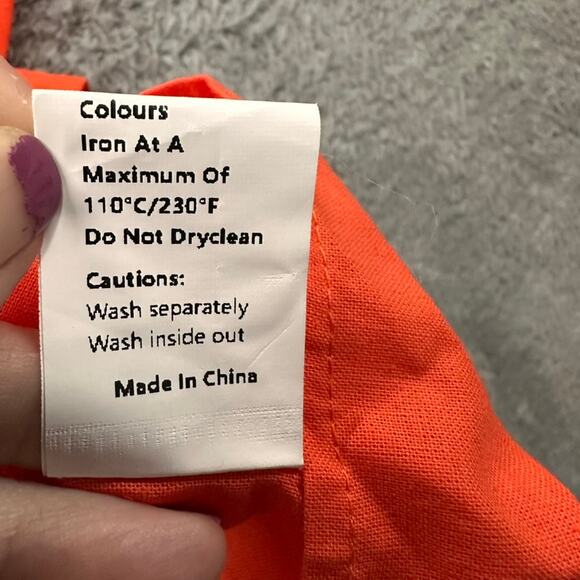 Colours
Iron At A
Maximum Of
110°C/230°F
Do Not Dryclean
Cautions:
Wash separately
Wash inside out
Made In China